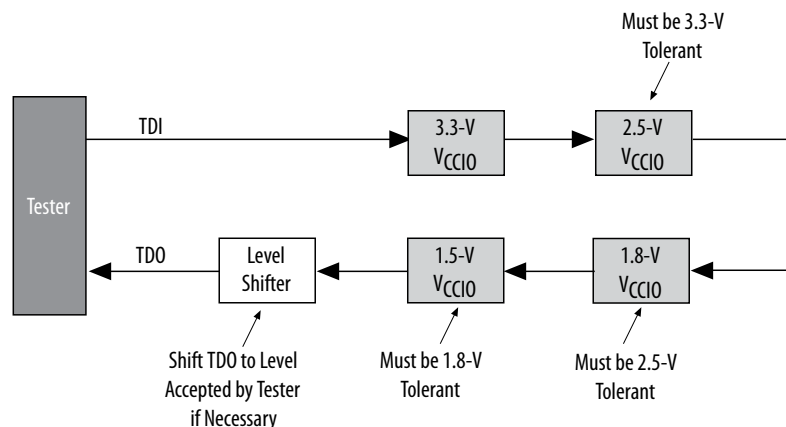 Must be 3.3-V
Tolerant
TDI
3.3-V
VCCIO
2.5-V
VCCIO
Tester
TDO
Level
Shifter
1.5-V
VCCIO
1.8-V
VCCIO
Shift TDO to Level
Accepted by Tester
if Necessary
Must be 1.8-V
Tolerant
Must be 2.5-V
Tolerant